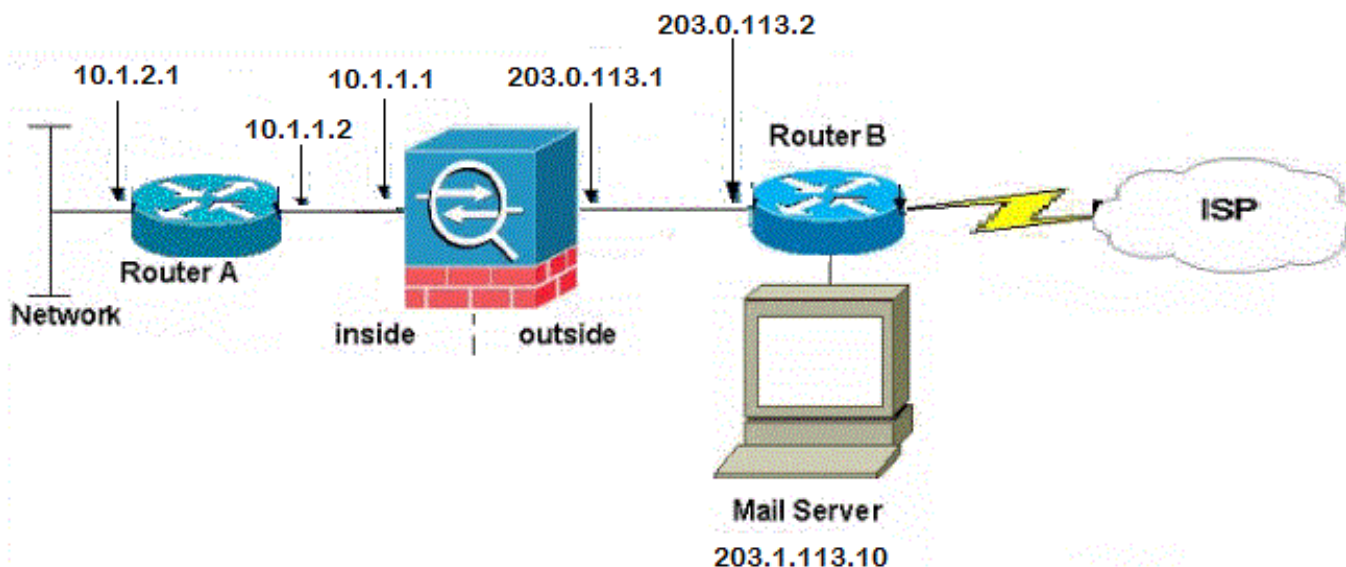 203.0.113.2
10.1.2.1
10.1.1.1
203.0.113.1
10.1.1.2
Router B
ISP
Router A
Network
inside
outside
Mail Server
203.1.113.10